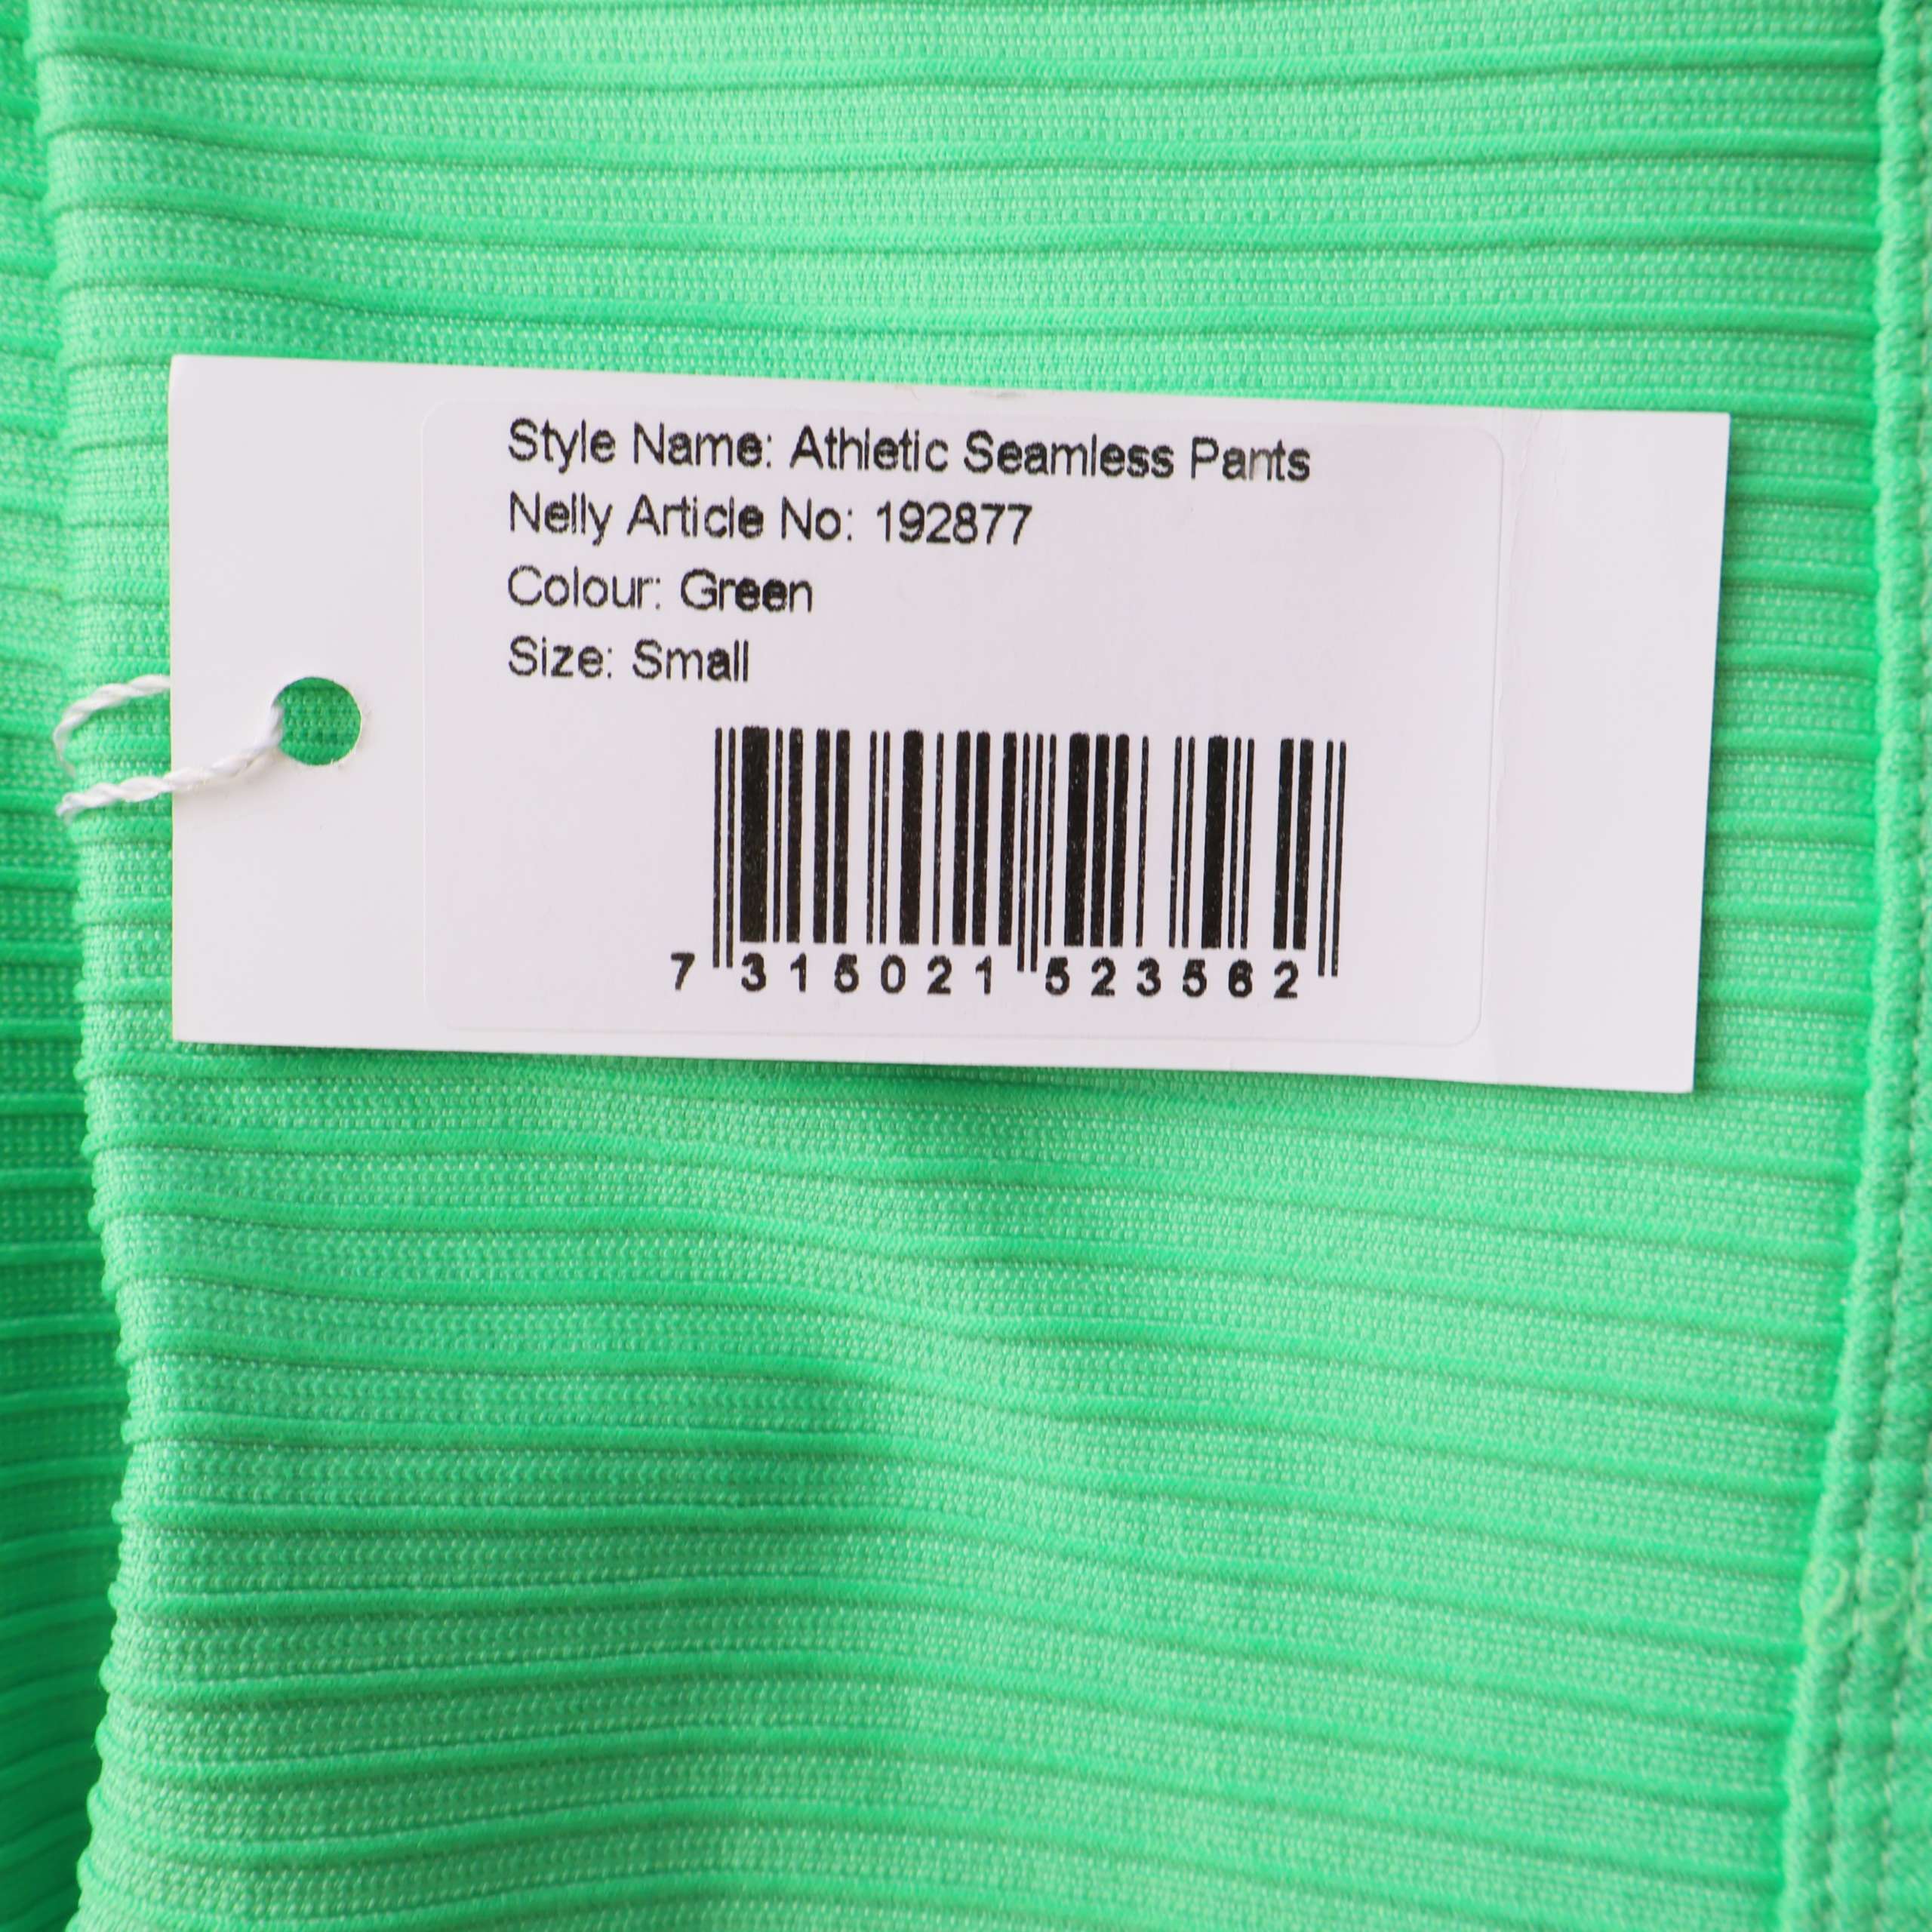 Style Name: Athletic Seamless Pants
Nelly Article No: 192877
Colour: Green
Size: Small
7 315021 523562